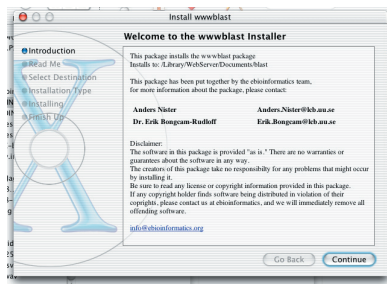 Install wwwblast
Welcome to the wwwblast Installer
Introduction
Read Me
Select Destination
Installation Type
Installing
Finish Up
This package installs the wwwblast package
Installs to: /Library/WebServer/Documents/blast
This package has been put together by the ebioinformatics team,
for more information about the package, please contact:
Anders Nister Anders.Nister@lcb.uu.se
Dr. Erik Bongcam-Rudloff Erik.Bongcam@lcb.uu.se
Disclaimer:
The software in this package is provided "as is." There are no warranties or
guarantees about the software in any way.
The creators of this package take no responsibilty for any problems that might occur
by installing it.
Be sure to read any license or copyright information provided in this package.
If any copyright holder finds software being distributed in violation of their
coprights, please contact us at ebioinformatics, and we will immediately remove all
offending software.
info@ebioinformatics.org
Go Back Continue